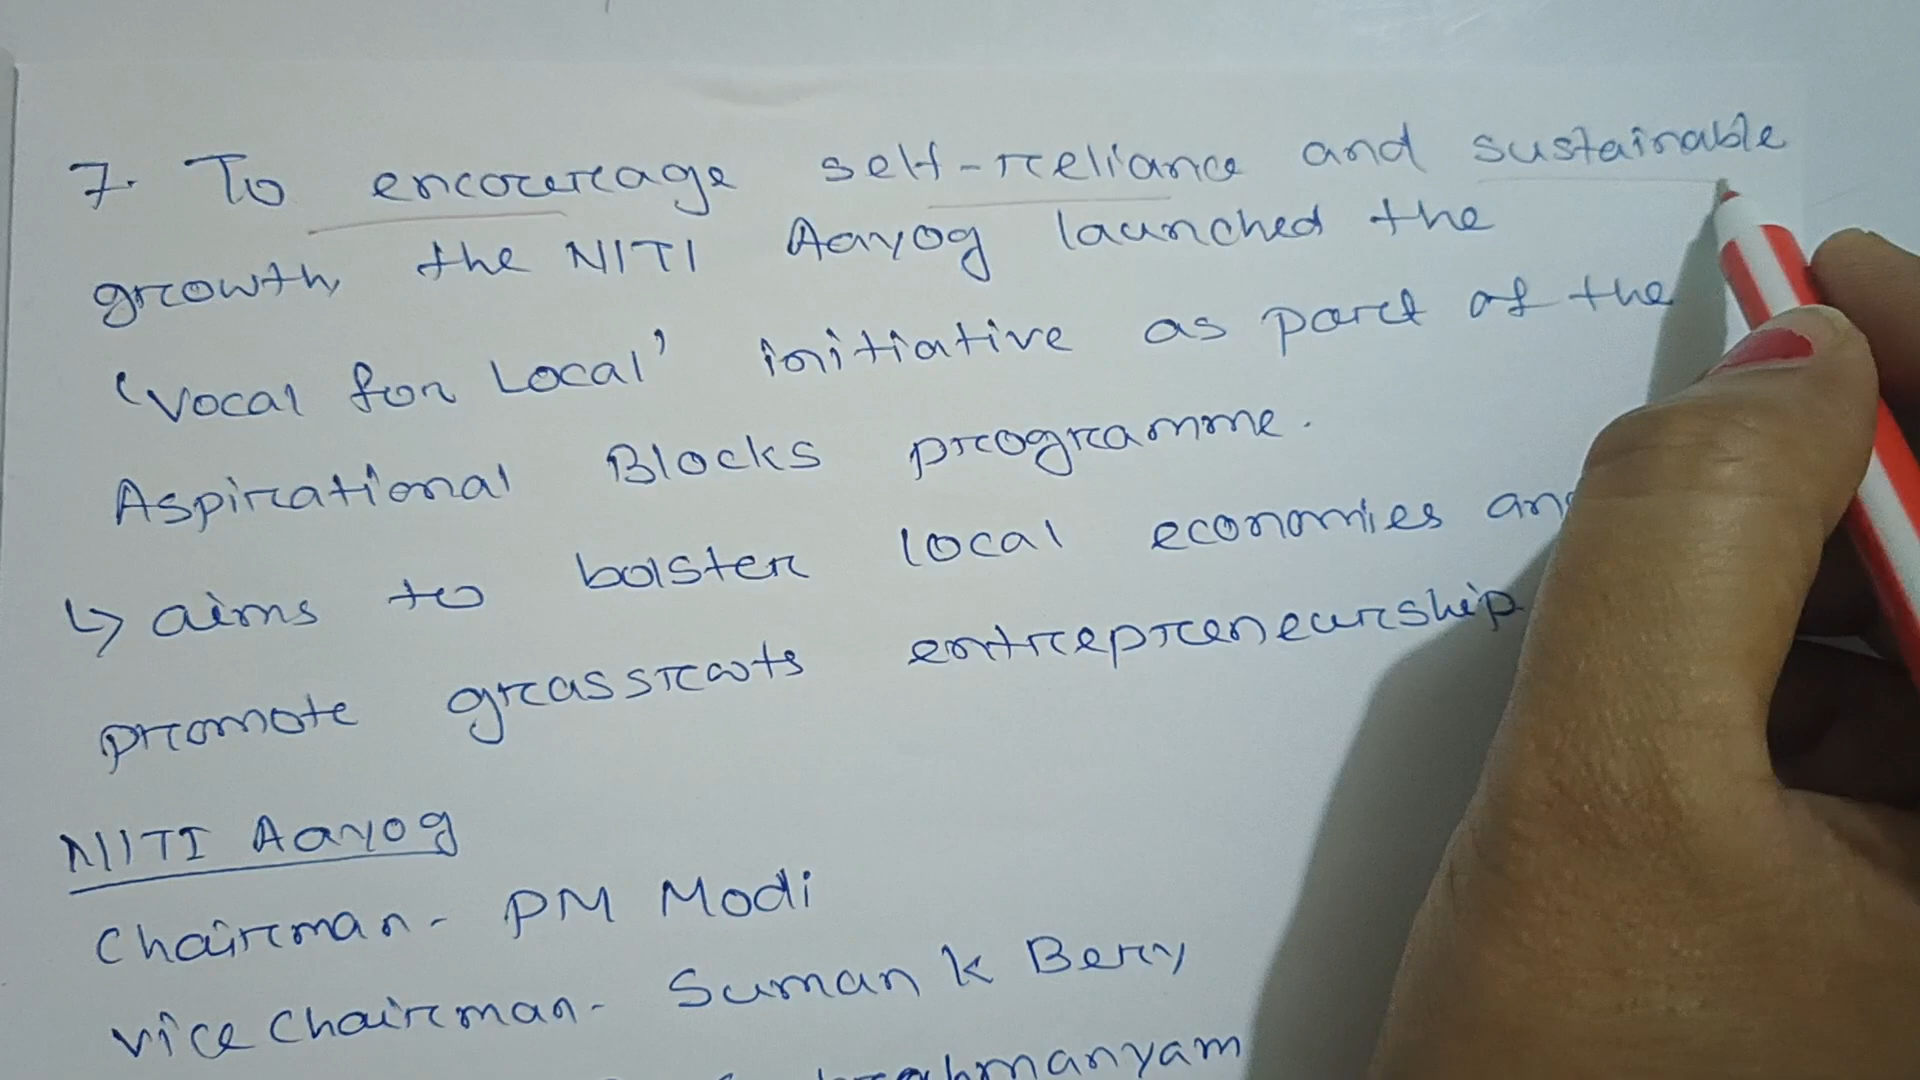 7. To encourage self-reliance and sustainable
growth, the NITI Aayog launched the
'Vocal for Local' initiative as part of the
Aspirational Blocks programme.
↳ aims to bolster local economies
promote grassroots entrepreneurship
NITI Aayog
Chairman - PM Modi
Vice Chairman - Suman K Bery